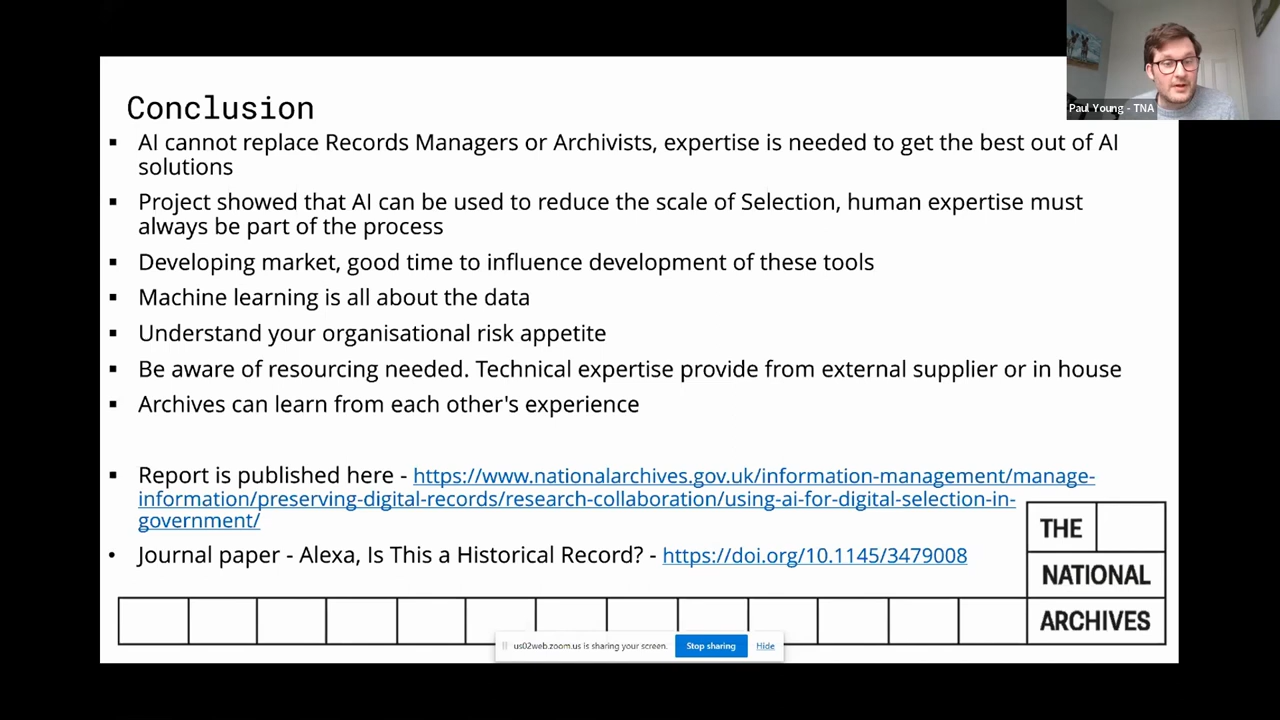 Paul Young - TNA
Conclusion
▪ AI cannot replace Records Managers or Archivists, expertise is needed to get the best out of AI
solutions
▪ Project showed that AI can be used to reduce the scale of Selection, human expertise must
always be part of the process
▪ Developing market, good time to influence development of these tools
▪ Machine learning is all about the data
▪ Understand your organisational risk appetite
▪ Be aware of resourcing needed. Technical expertise provide from external supplier or in house
▪ Archives can learn from each other's experience
▪ Report is published here - https://www.nationalarchives.gov.uk/information-management/manage-
information/preserving-digital-records/research-collaboration/using-ai-for-digital-selection-in-
government/
• Journal paper - Alexa, Is This a Historical Record? - https://doi.org/10.1145/3479008
THE
NATIONAL
ARCHIVES
us02web.zoom.us is sharing your screen.
Stop sharing
Hide